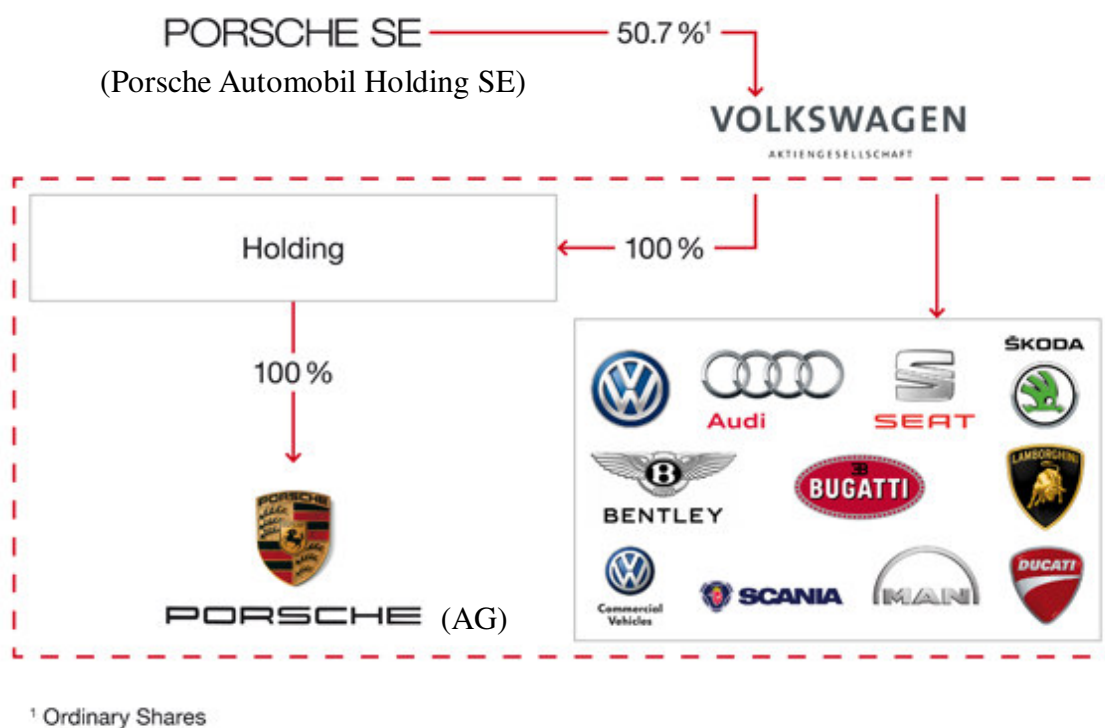 PORSCHE SE 50.7 %¹
(Porsche Automobil Holding SE)
VOLKSWAGEN
AKTIENGESELLSCHAFT
Holding
100 %
100 %
PORSCHE
PORSCHE (AG)
ŠKODA
Audi
SEAT
LAMBORGHINI
B
BENTLEY
EB
BUGATTI
Commercial
Vehicles
SCANIA
MAN
DUCATI
¹ Ordinary Shares